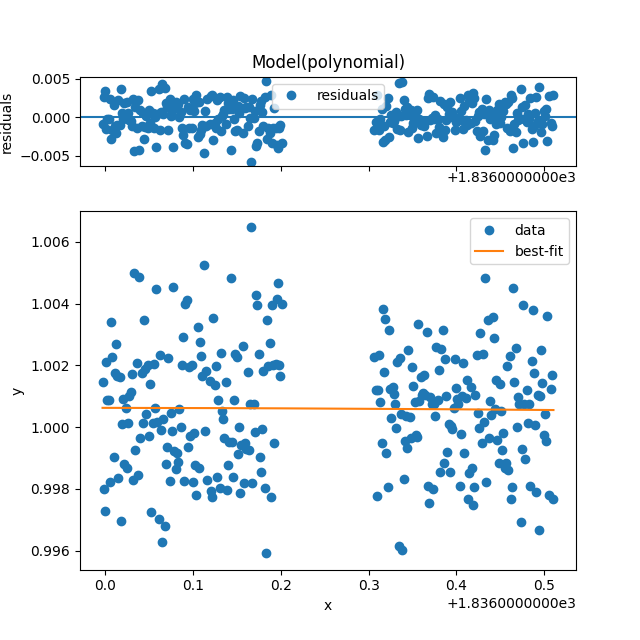 Model(polynomial)
residuals
0.005
0.000
−0.005
residuals
+1.8360000000e3
y
1.006
1.004
1.002
1.000
0.998
0.996
data
best-fit
0.0 0.1 0.2 0.3 0.4 0.5
x
+1.8360000000e3